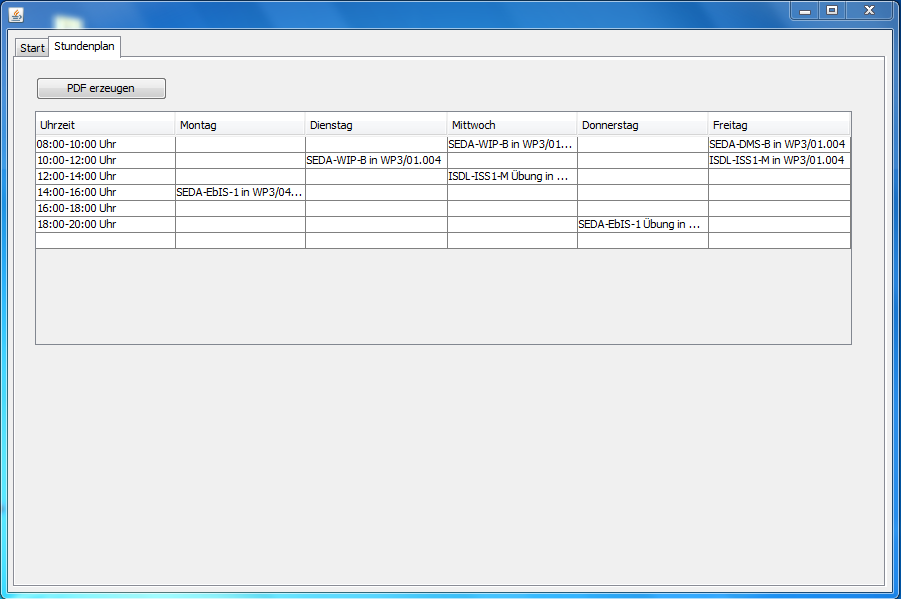 Start Stundenplan
PDF erzeugen
Uhrzeit Montag Dienstag Mittwoch Donnerstag Freitag
08:00-10:00 Uhr SEDA-WIP-B in WP3/01... SEDA-DMS-B in WP3/01.004
10:00-12:00 Uhr SEDA-WIP-B in WP3/01.004 ISDL-ISS1-M in WP3/01.004
12:00-14:00 Uhr ISDL-ISS1-M Übung in ...
14:00-16:00 Uhr SEDA-EbIS-1 in WP3/04...
16:00-18:00 Uhr
18:00-20:00 Uhr SEDA-EbIS-1 Übung in ...